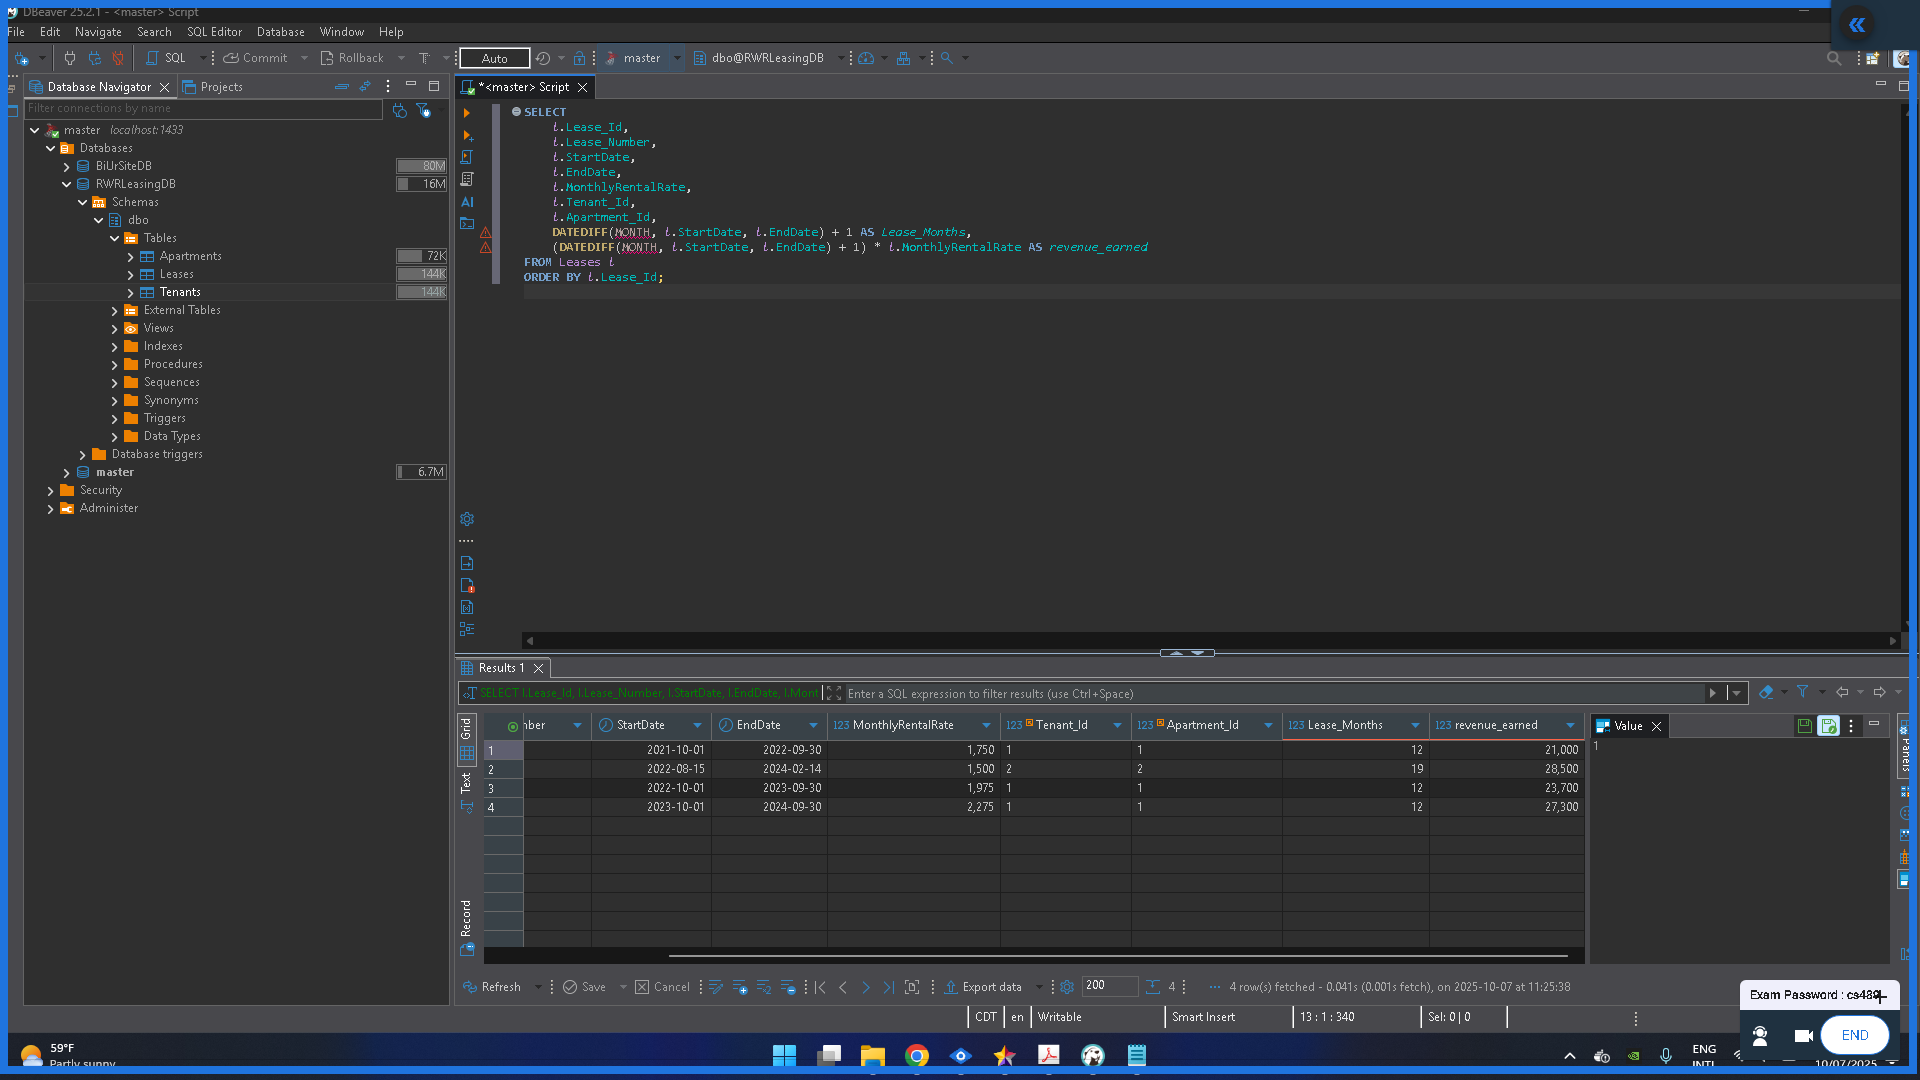 DBeaver 25.2.1 - <master> Script
File Edit Navigate Search SQL Editor Database Window Help
SQL Commit Rollback Auto master dbo@RWRLeasingDB
Database Navigator Projects
*<master> Script
Filter connections by name
master localhost:1433
Databases
BiUrSiteDB 80M
RWRLeasingDB 16M
Schemas
dbo
Tables
Apartments 72K
Leases 144K
Tenants 144K
External Tables
Views
Indexes
Procedures
Sequences
Synonyms
Triggers
Data Types
Database triggers
master 6.7M
Security
Administer
AI
SELECT
l.Lease_Id,
l.Lease_Number,
l.StartDate,
l.EndDate,
l.MonthlyRentalRate,
l.Tenant_Id,
l.Apartment_Id,
DATEDIFF(MONTH, l.StartDate, l.EndDate) + 1 AS Lease_Months,
(DATEDIFF(MONTH, l.StartDate, l.EndDate) + 1) * l.MonthlyRentalRate AS revenue_earned
FROM Leases l
ORDER BY l.Lease_Id;
Results 1
SELECT l.Lease_Id, l.Lease_Number, l.StartDate, l.EndDate, l.Mont
Enter a SQL expression to filter results (use Ctrl+Space)
Grid
Text
Record
nber StartDate EndDate 123 MonthlyRentalRate 123 Tenant_Id 123 Apartment_Id 123 Lease_Months 123 revenue_earned
1 2021-10-01 2022-09-30 1,750 1 1 12 21,000
2 2022-08-15 2024-02-14 1,500 2 2 19 28,500
3 2022-10-01 2023-09-30 1,975 1 1 12 23,700
4 2023-10-01 2024-09-30 2,275 1 1 12 27,300
Value
1
Panels
Refresh Save Cancel Export data 200 4 4 row(s) fetched - 0.041s (0.001s fetch), on 2025-10-07 at 11:25:38
CDT en Writable Smart Insert 13 : 1 : 340 Sel: 0 | 0
Exam Password : cs489
END
59°F
Partly sunny
ENG
INTL
10/07/2025